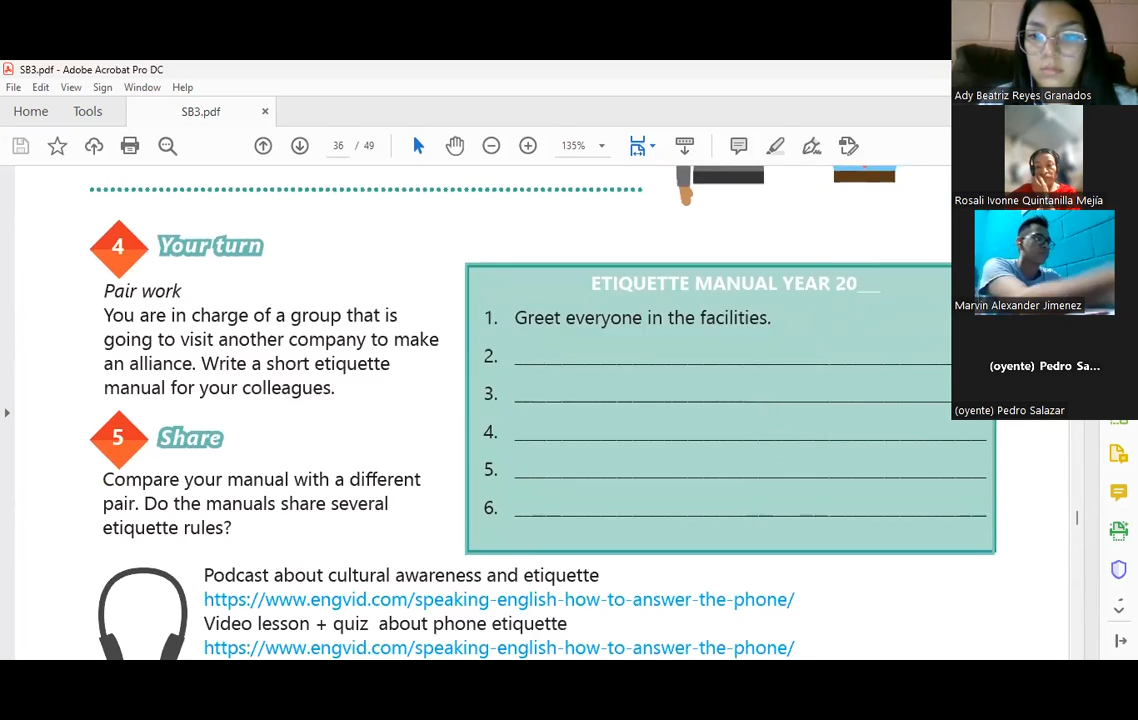 SB3.pdf - Adobe Acrobat Pro DC
File Edit View Sign Window Help
Home Tools SB3.pdf ×
36 / 49 135%
4 Your turn
Pair work
You are in charge of a group that is
going to visit another company to make
an alliance. Write a short etiquette
manual for your colleagues.
5 Share
Compare your manual with a different
pair. Do the manuals share several
etiquette rules?
ETIQUETTE MANUAL YEAR 20__
1. Greet everyone in the facilities.
2.
3.
4.
5.
6.
Podcast about cultural awareness and etiquette
https://www.engvid.com/speaking-english-how-to-answer-the-phone/
Video lesson + quiz about phone etiquette
https://www.engvid.com/speaking-english-how-to-answer-the-phone/
Ady Beatriz Reyes Granados
Rosali Ivonne Quintanilla Mejía
Marvin Alexander Jimenez
(oyente) Pedro Sa...
(oyente) Pedro Salazar